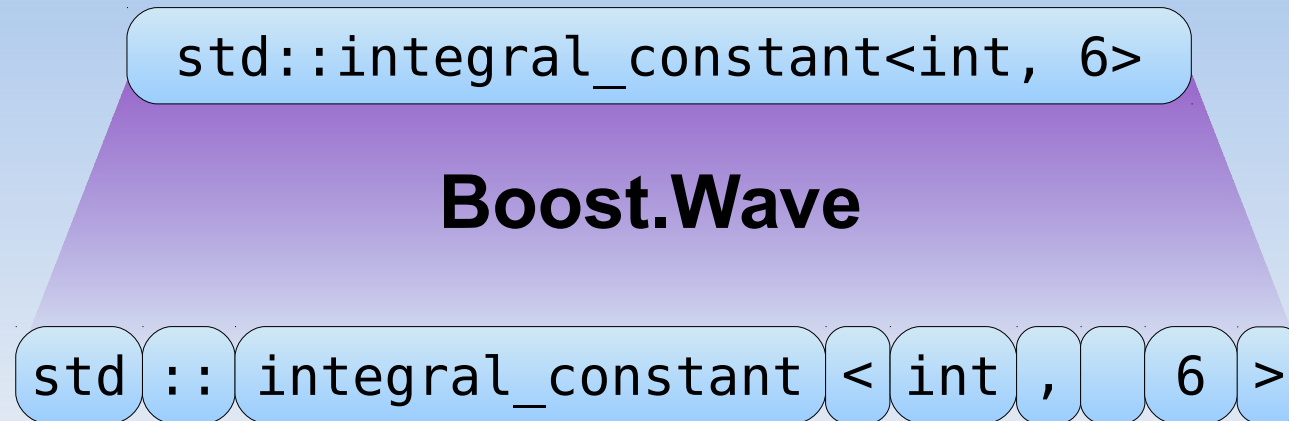 std::integral_constant<int, 6>
Boost.Wave
std :: integral_constant < int ,   6 >